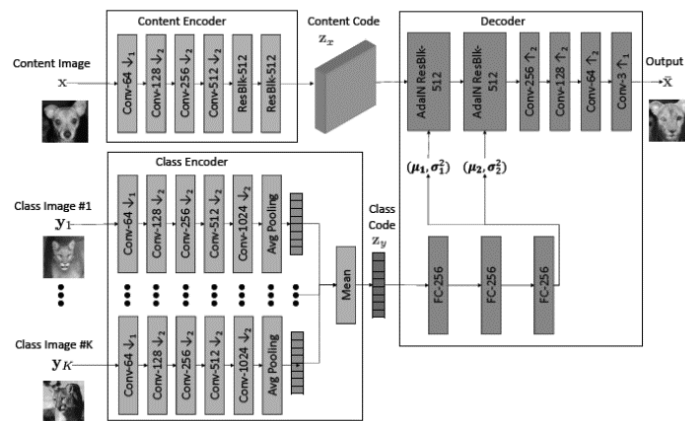 Content Encoder
Content Code
Decoder
z_x
Content Image
x
Conv-64 ↓1
Conv-128 ↓2
Conv-256 ↓2
Conv-512 ↓2
ResBlk-512
ResBlk-512
AdaIN ResBlk-512
AdaIN ResBlk-512
Conv-256 ↑2
Conv-128 ↑2
Conv-64 ↑2
Conv-3 ↑1
Output
x̄
(μ₁, σ₁²)
(μ₂, σ₂²)
Class Encoder
Class Image #1
y₁
Conv-64 ↓1
Conv-128 ↓2
Conv-256 ↓2
Conv-512 ↓2
Conv-1024 ↓2
Avg Pooling
Mean
Class
Code
z_y
FC-256
FC-256
FC-256
Class Image #K
y_K
Conv-64 ↓1
Conv-128 ↓2
Conv-256 ↓2
Conv-512 ↓2
Conv-1024 ↓2
Avg Pooling